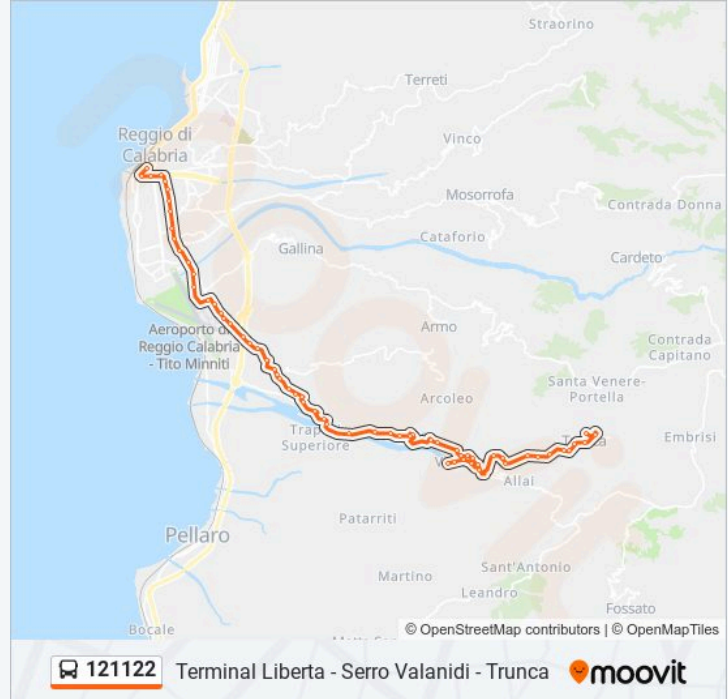 Straorino
Terreti
Reggio di
Calabria
Vinco
Mosorrofa
Contrada Donna
Cataforio
Gallina
Cardeto
Aeroporto di
Reggio Calabria
- Tito Minniti
Armo
Contrada
Capitano
Santa Venere-
Portella
Arcoleo
Embrisi
Superiore
Allai
Patarriti
Pellaro
Sant'Antonio
Martino
Leandro
Fossato
Bocale
© OpenStreetMap contributors | © OpenMapTiles
121122 Terminal Liberta - Serro Valanidi - Trunca moovit